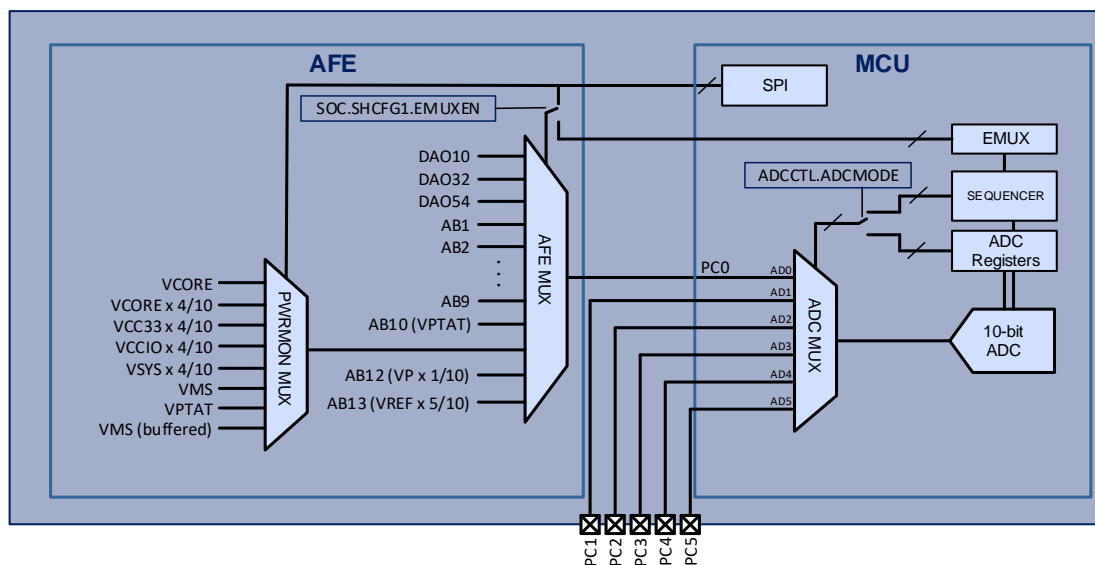 AFE
MCU
SPI
SOC.SHCFG1.EMUXEN
EMUX
DAO10
DAO32
DAO54
AB1
AB2
AB9
AB10 (VPTAT)
AB12 (VP x 1/10)
AB13 (VREF x 5/10)
AFE MUX
ADCCTL.ADCMODE
SEQUENCER
ADC
Registers
VCORE
VCORE x 4/10
VCC33 x 4/10
VCCIO x 4/10
VSYS x 4/10
VMS
VPTAT
VMS (buffered)
PWRMON MUX
PC0
AD0
AD1
AD2
AD3
AD4
AD5
ADC MUX
10-bit
ADC
PC1
PC2
PC3
PC4
PC5